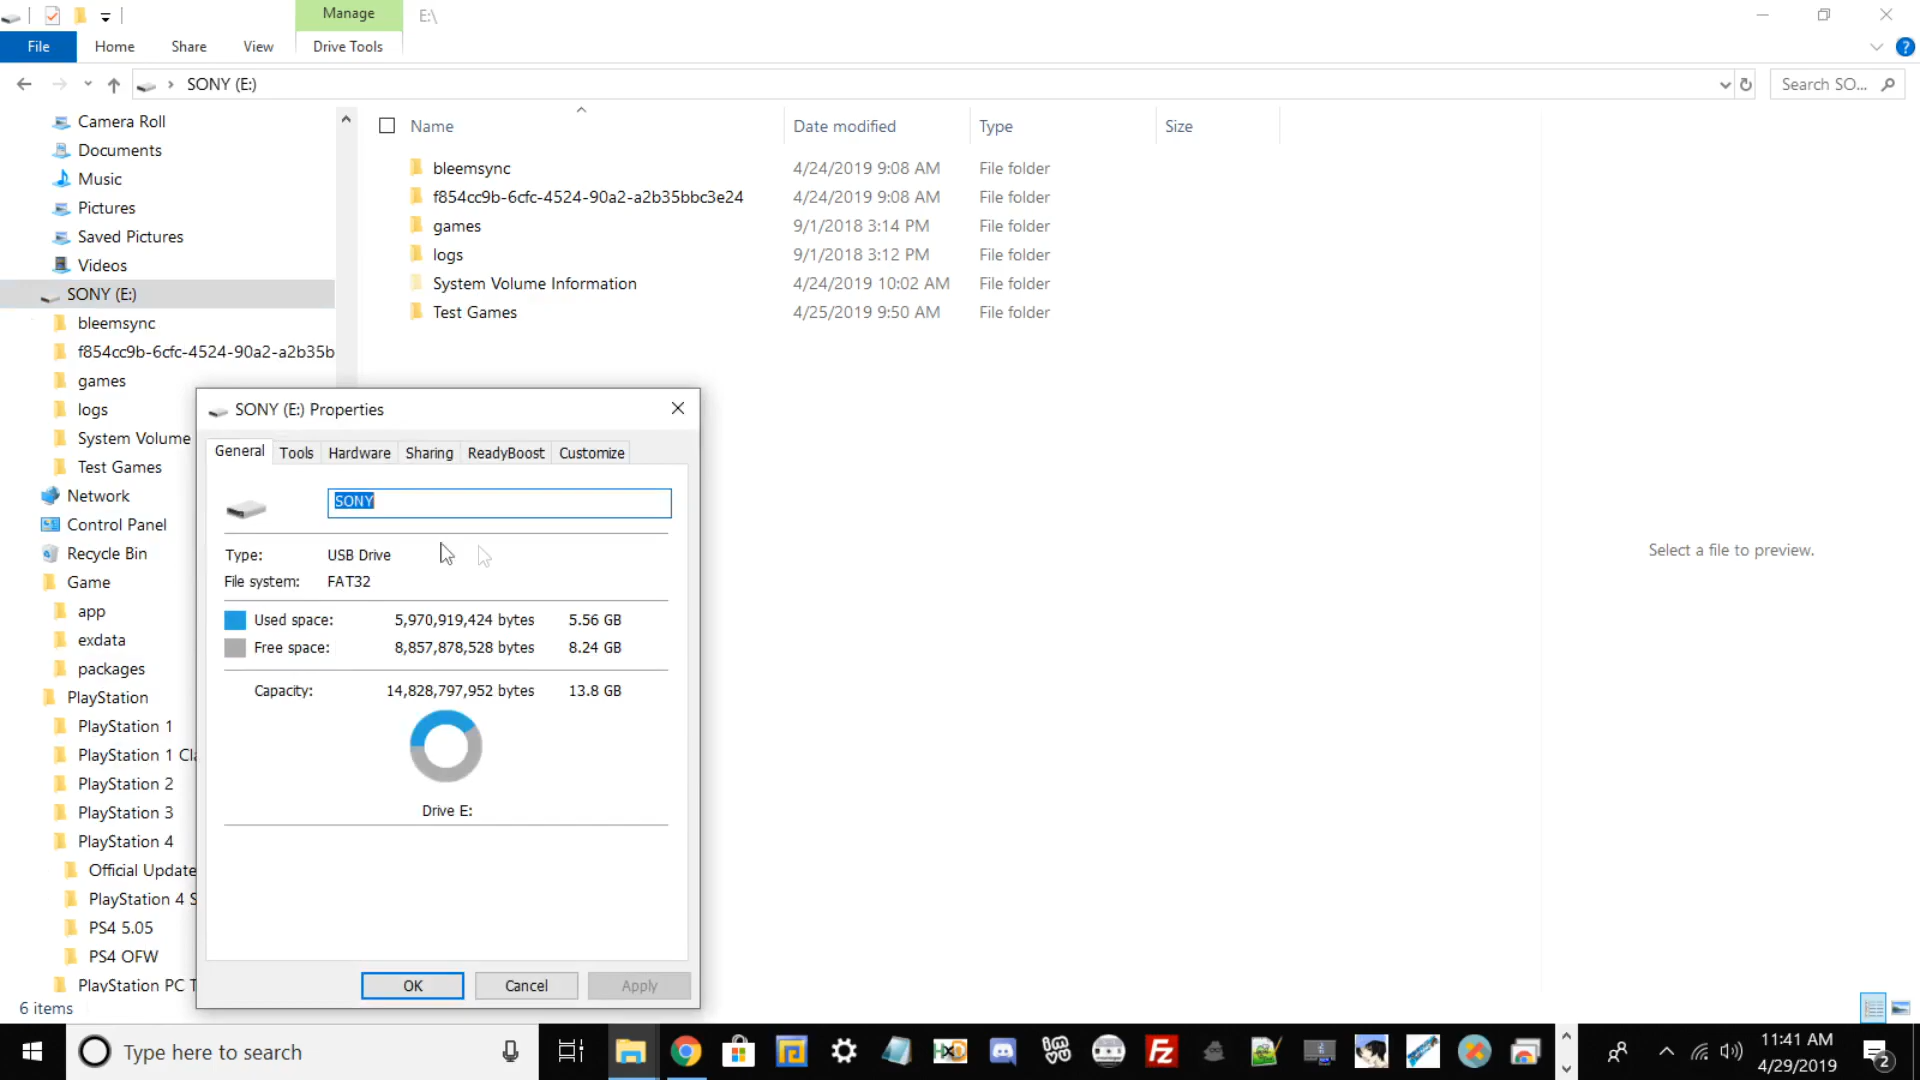 Manage
E:\
File
Home
Share
View
Drive Tools
SONY (E:)
Search SO...
Camera Roll
Documents
Music
Pictures
Saved Pictures
Videos
SONY (E:)
bleemsync
f854cc9b-6cfc-4524-90a2-a2b35b
games
logs
System Volume
Test Games
Network
Control Panel
Recycle Bin
Game
app
exdata
packages
PlayStation
PlayStation 1
PlayStation 1 Cla
PlayStation 2
PlayStation 3
PlayStation 4
Official Update
PlayStation 4 S
PS4 5.05
PS4 OFW
PlayStation PC T
Name Date modified Type Size
bleemsync 4/24/2019 9:08 AM File folder
f854cc9b-6cfc-4524-90a2-a2b35bbc3e24 4/24/2019 9:08 AM File folder
games 9/1/2018 3:14 PM File folder
logs 9/1/2018 3:12 PM File folder
System Volume Information 4/24/2019 10:02 AM File folder
Test Games 4/25/2019 9:50 AM File folder
Select a file to preview.
SONY (E:) Properties
General Tools Hardware Sharing ReadyBoost Customize
SONY
Type: USB Drive
File system: FAT32
Used space: 5,970,919,424 bytes 5.56 GB
Free space: 8,857,878,528 bytes 8.24 GB
Capacity: 14,828,797,952 bytes 13.8 GB
Drive E:
OK Cancel Apply
6 items
Type here to search
11:41 AM
4/29/2019
2